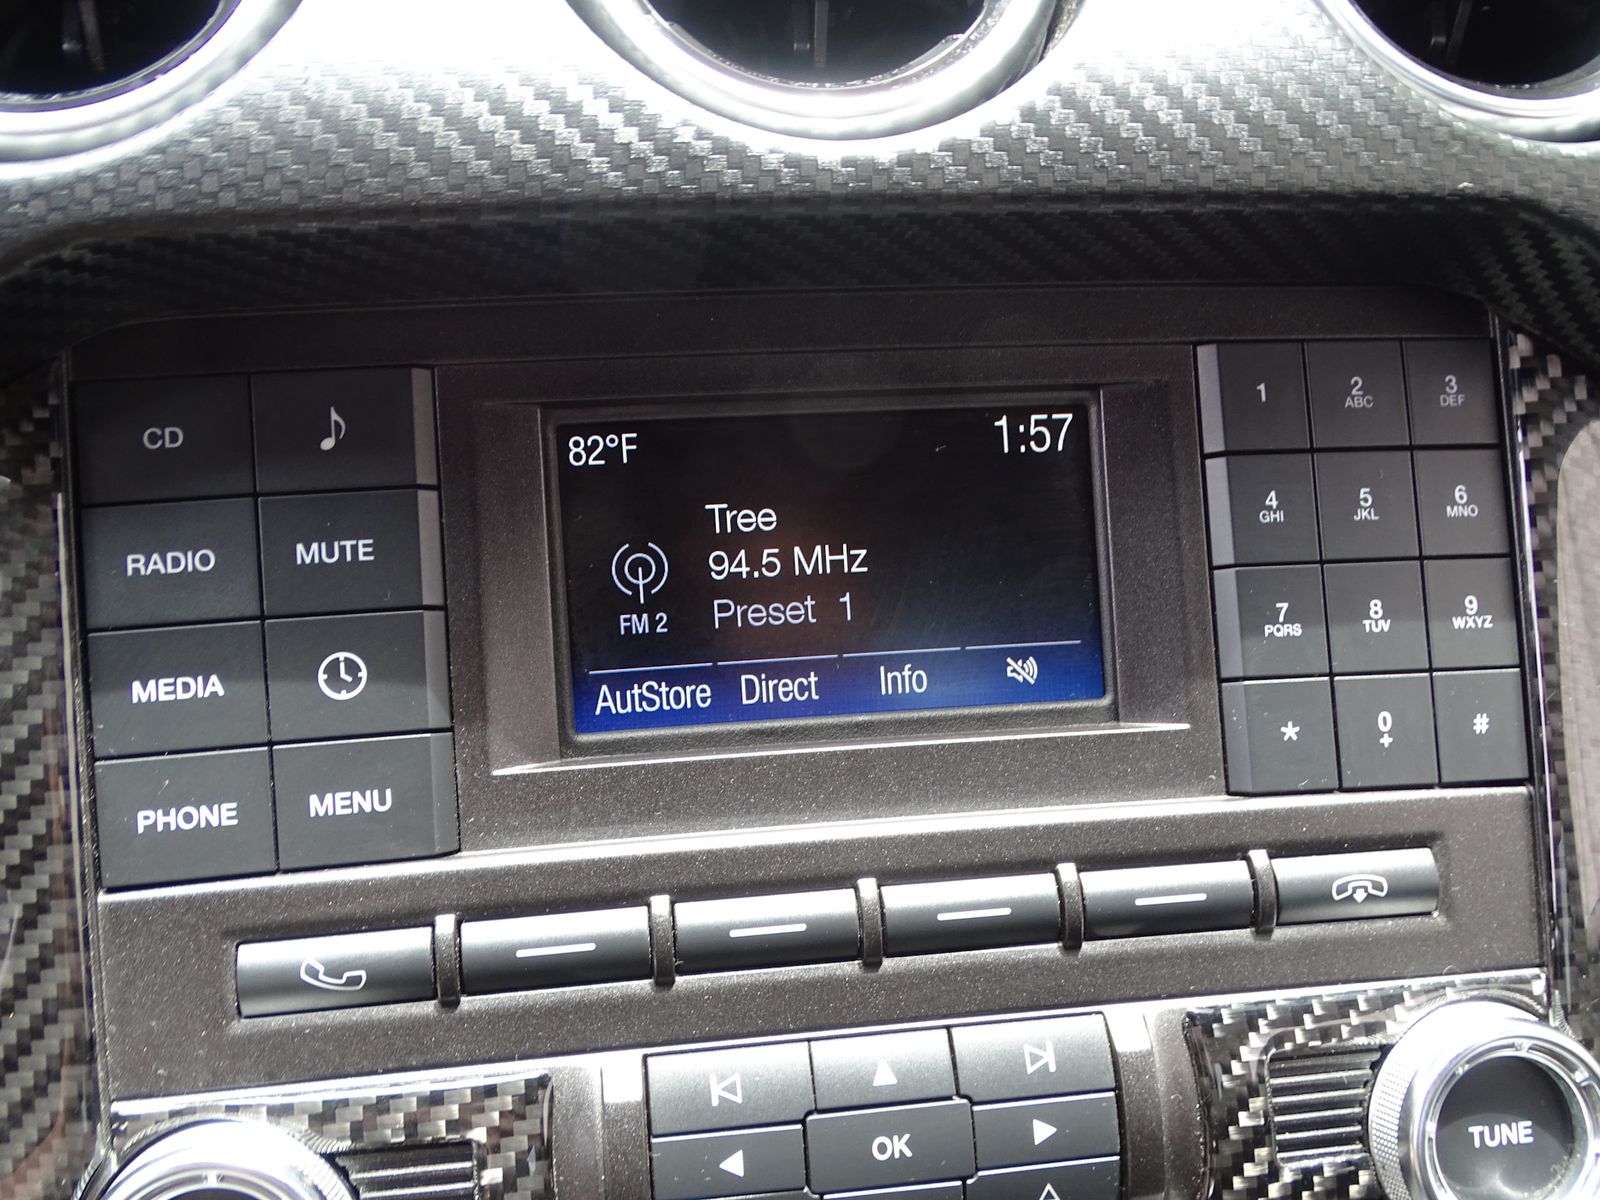 82°F 1:57
Tree
94.5 MHz
FM 2 Preset 1
AutStore Direct Info
CD
RADIO MUTE
MEDIA
PHONE MENU
1 2 ABC 3 DEF
4 GHI 5 JKL 6 MNO
7 PQRS 8 TUV 9 WXYZ
* 0 + #
OK
TUNE